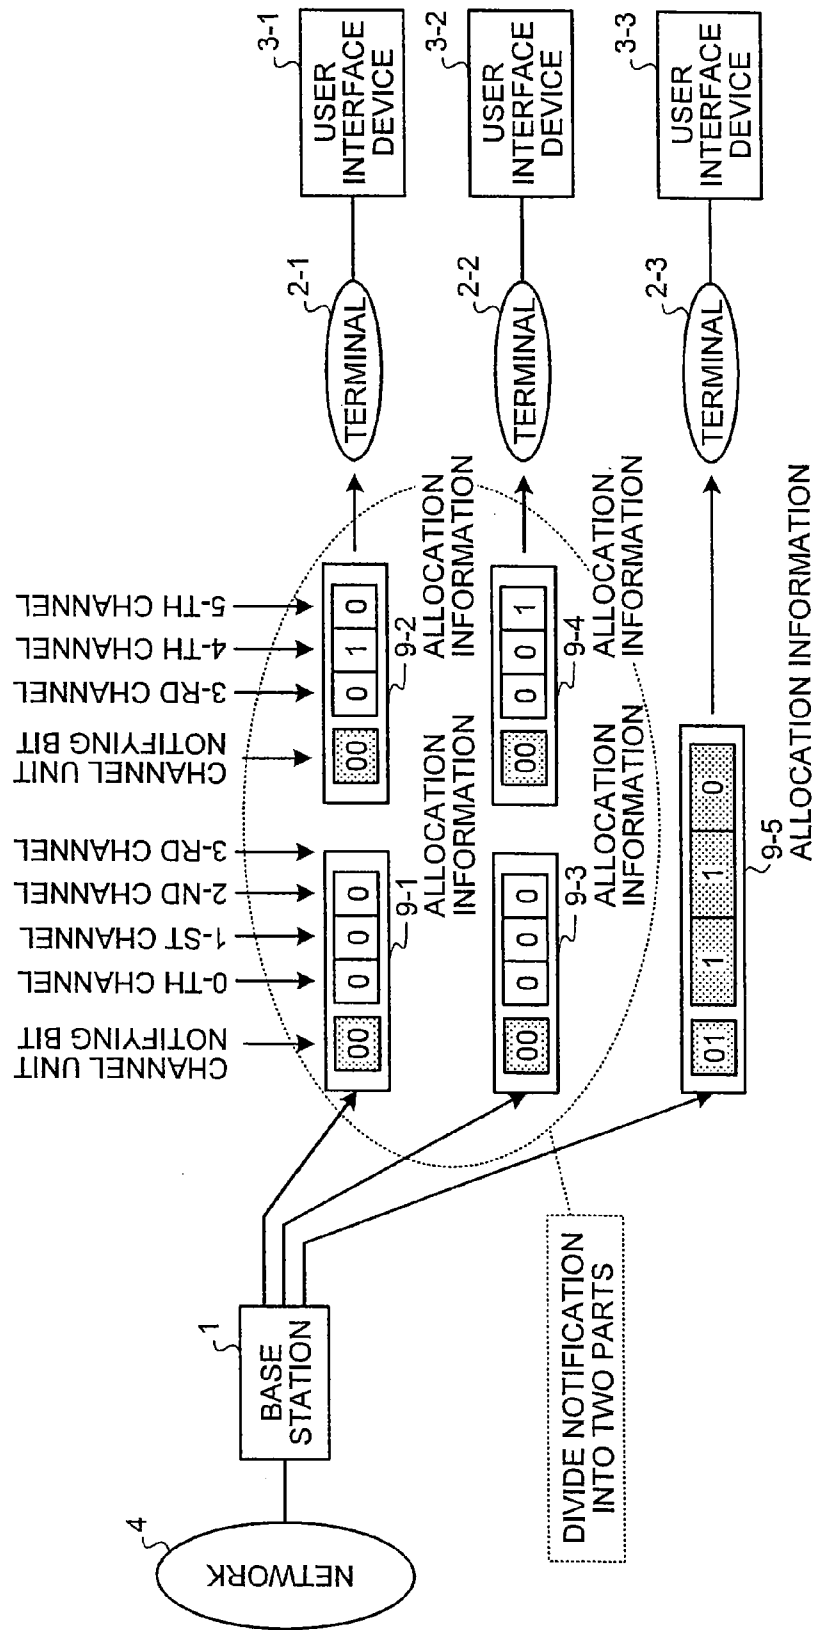 NETWORK
4
BASE
STATION
1
DIVIDE NOTIFICATION
INTO TWO PARTS
CHANNEL UNIT
NOTIFYING BIT
0-TH CHANNEL
1-ST CHANNEL
2-ND CHANNEL
3-RD CHANNEL
CHANNEL UNIT
NOTIFYING BIT
3-RD CHANNEL
4-TH CHANNEL
5-TH CHANNEL
00 0 0 0
9-1
ALLOCATION
INFORMATION
00 0 1 0
9-2
ALLOCATION
INFORMATION
TERMINAL
2-1
USER
INTERFACE
DEVICE
3-1
00 0 0 0
9-3
ALLOCATION
INFORMATION
00 0 0 1
9-4
ALLOCATION
INFORMATION
TERMINAL
2-2
USER
INTERFACE
DEVICE
3-2
01 1 1 0
9-5
ALLOCATION INFORMATION
TERMINAL
2-3
USER
INTERFACE
DEVICE
3-3